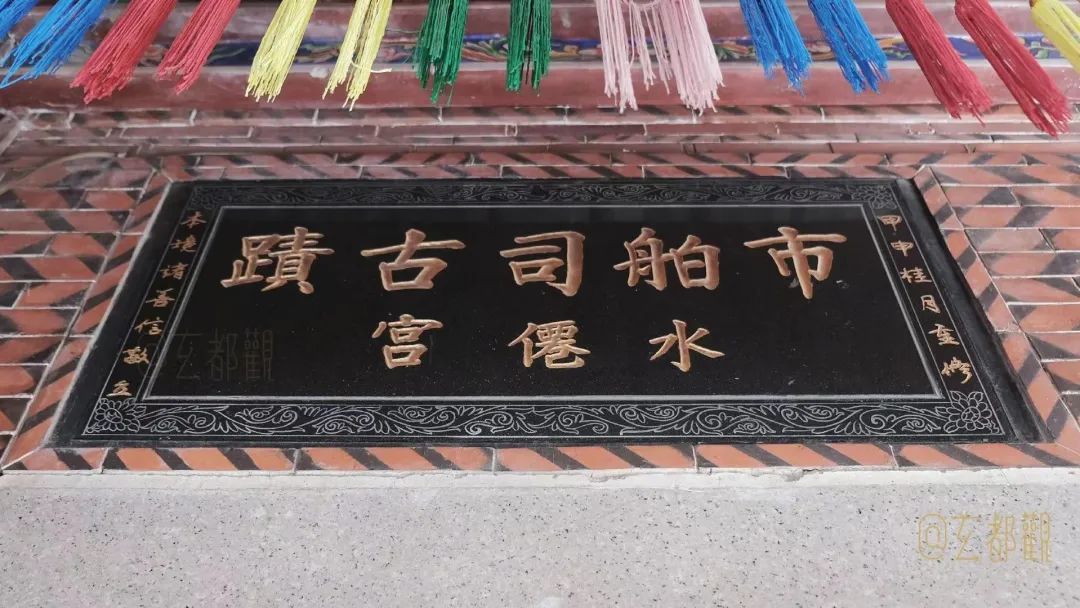 甲申桂月重修
市舶司古蹟
水僊宮
本境諸善信敬立
玄都觀
@玄都觀